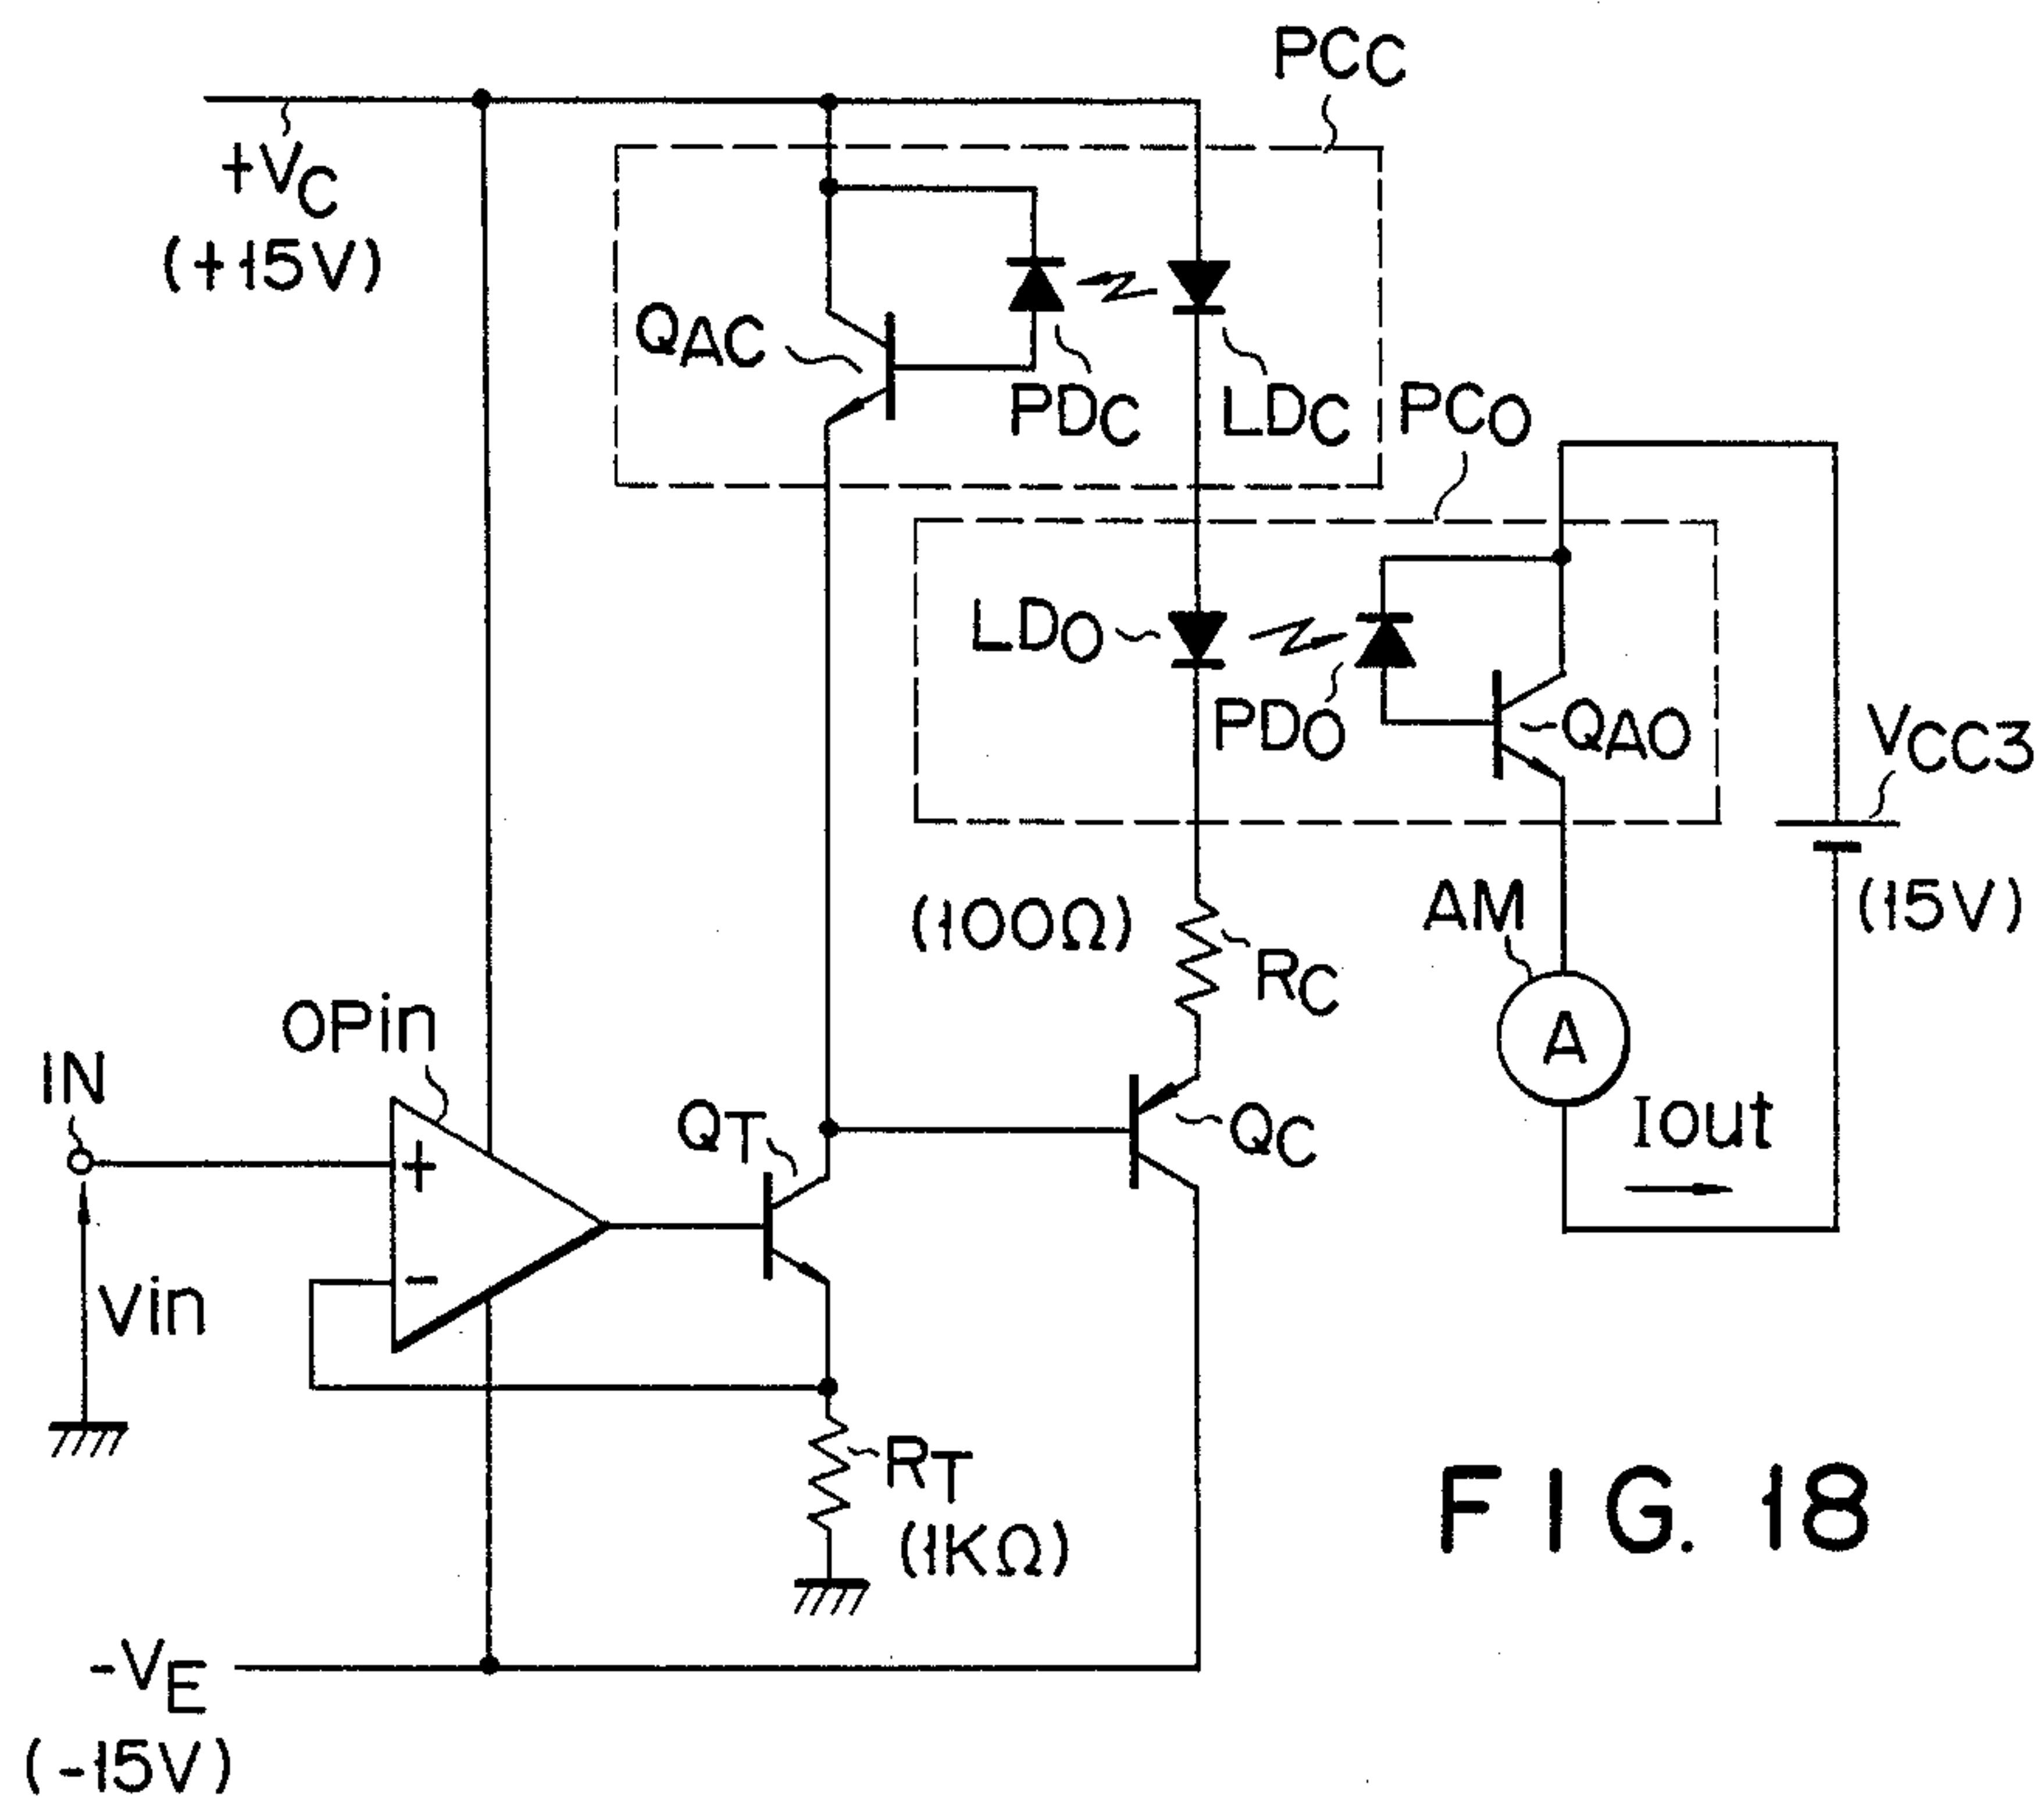 PCC
+VC
(+15V)
QAC
PDC
LDC
PCO
LDO
PDO
QAO
VCC3
(15V)
(100Ω)
RC
AM
A
OPin
IN
+
QT
QC
Iout
-
Vin
RT
(1KΩ)
FIG. 18
-VE
(-15V)